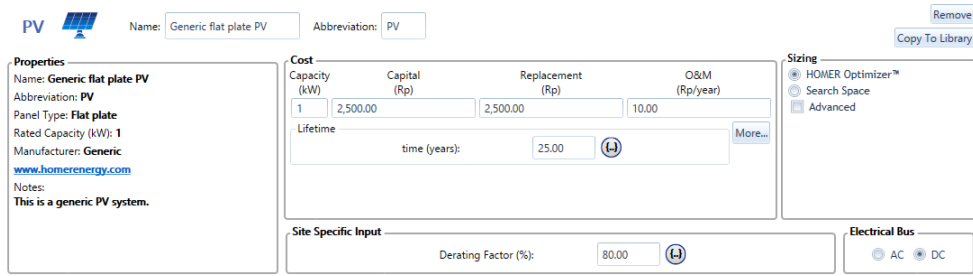 PV
Name: Generic flat plate PV Abbreviation: PV
Remove
Copy To Library
Properties
Name: Generic flat plate PV
Abbreviation: PV
Panel Type: Flat plate
Rated Capacity (kW): 1
Manufacturer: Generic
www.homerenergy.com
Notes:
This is a generic PV system.
Cost
Capacity Capital Replacement O&M
(kW) (Rp) (Rp) (Rp/year)
1 2,500.00 2,500.00 10.00
Lifetime
time (years): 25.00 {..}
More...
Site Specific Input
Derating Factor (%): 80.00 {..}
Sizing
HOMER Optimizer™
Search Space
Advanced
Electrical Bus
AC DC